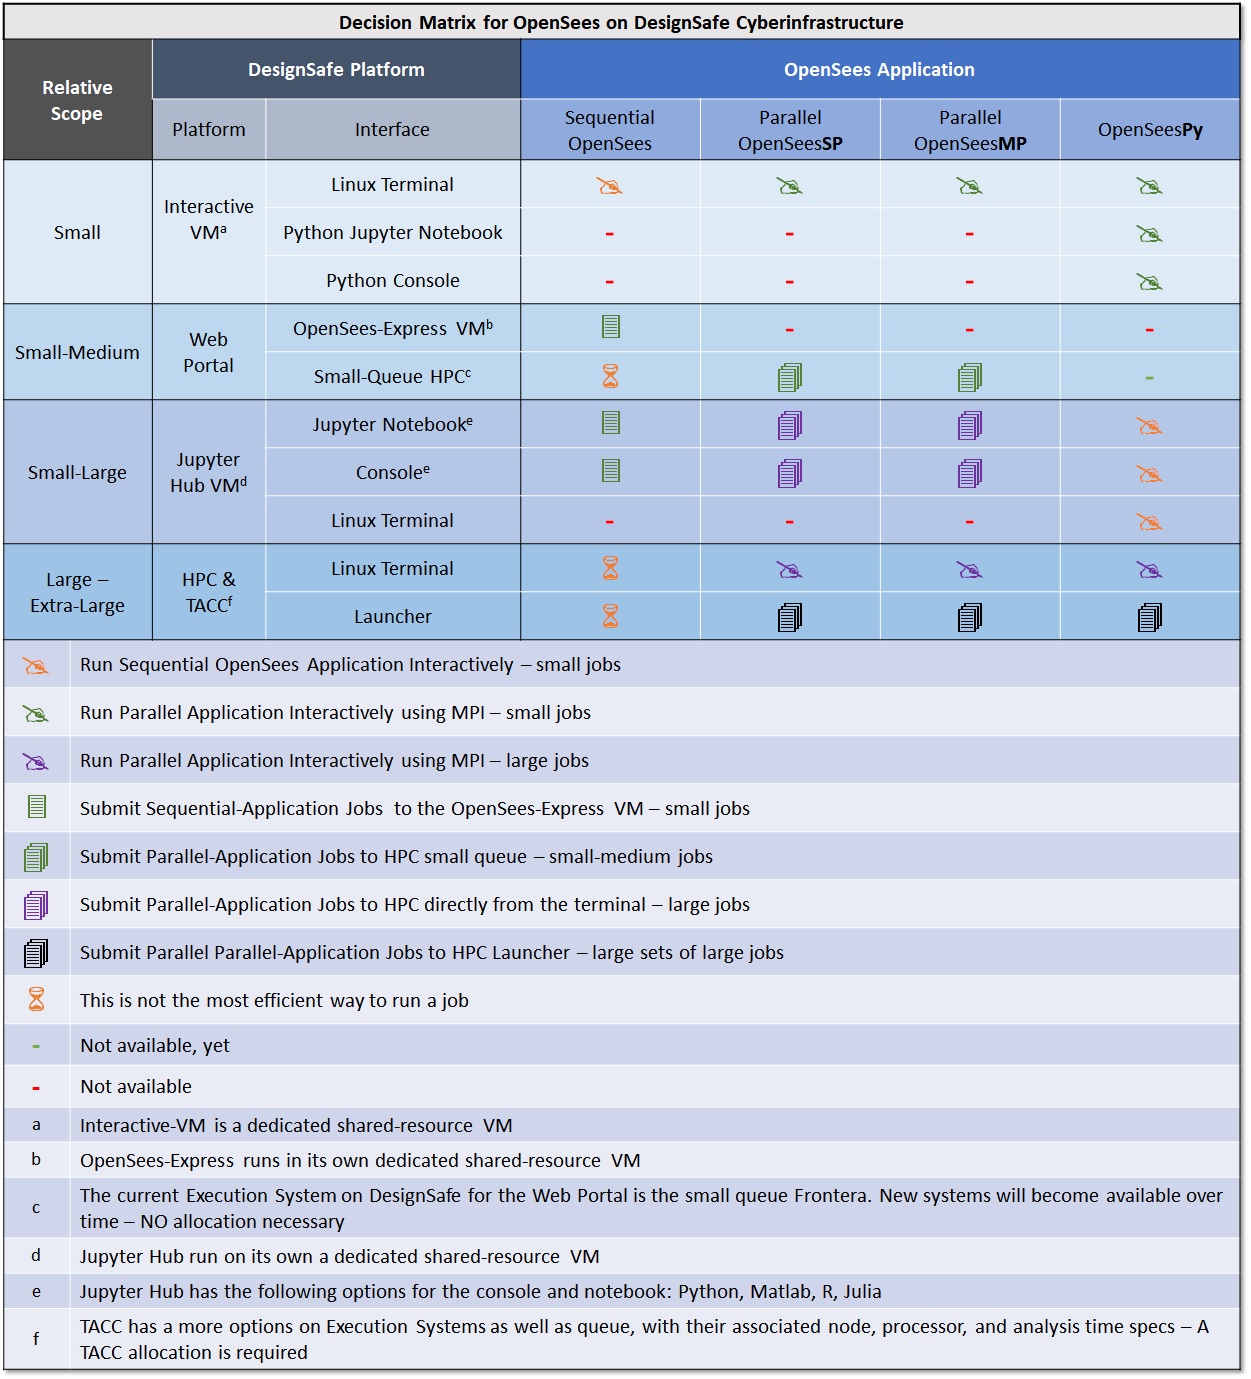 Decision Matrix for OpenSees on DesignSafe Cyberinfrastructure
Relative
Scope
DesignSafe Platform
OpenSees Application
Platform
Interface
Sequential
OpenSees
Parallel
OpenSeesSP
Parallel
OpenSeesMP
OpenSeesPy
Small
Interactive
VMa
Linux Terminal
Python Jupyter Notebook
- - -
Python Console
- - -
Small-Medium
Web
Portal
OpenSees-Express VMb
- - -
Small-Queue HPCc
-
Small-Large
Jupyter
Hub VMd
Jupyter Notebooke
Consolee
Linux Terminal
- - -
Large –
Extra-Large
HPC &
TACCf
Linux Terminal
Launcher
Run Sequential OpenSees Application Interactively – small jobs
Run Parallel Application Interactively using MPI – small jobs
Run Parallel Application Interactively using MPI – large jobs
Submit Sequential-Application Jobs to the OpenSees-Express VM – small jobs
Submit Parallel-Application Jobs to HPC small queue – small-medium jobs
Submit Parallel-Application Jobs to HPC directly from the terminal – large jobs
Submit Parallel Parallel-Application Jobs to HPC Launcher – large sets of large jobs
This is not the most efficient way to run a job
- Not available, yet
- Not available
a Interactive-VM is a dedicated shared-resource VM
b OpenSees-Express runs in its own dedicated shared-resource VM
c The current Execution System on DesignSafe for the Web Portal is the small queue Frontera. New systems will become available over
time – NO allocation necessary
d Jupyter Hub run on its own a dedicated shared-resource VM
e Jupyter Hub has the following options for the console and notebook: Python, Matlab, R, Julia
f TACC has a more options on Execution Systems as well as queue, with their associated node, processor, and analysis time specs – A
TACC allocation is required